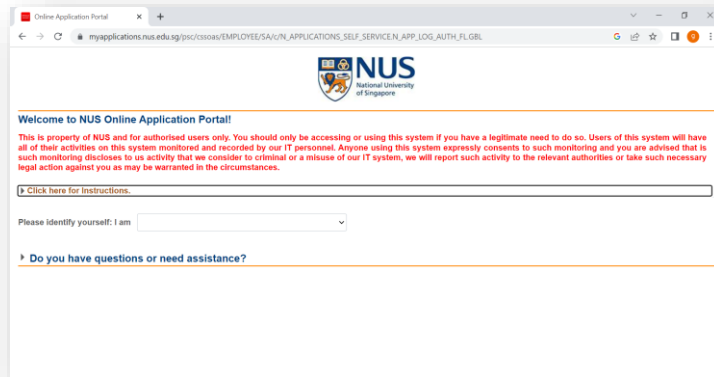 Online Application Portal
myapplications.nus.edu.sg/psc/cssoas/EMPLOYEE/SA/c/N_APPLICATIONS_SELF_SERVICE.N_APP_LOG_AUTH_FL.GBL
NUS
National University
of Singapore
Welcome to NUS Online Application Portal!
This is property of NUS and for authorised users only. You should only be accessing or using this system if you have a legitimate need to do so. Users of this system will have
all of their activities on this system monitored and recorded by our IT personnel. Anyone using this system expressly consents to such monitoring and you are advised that is
such monitoring discloses to us activity that we consider to criminal or a misuse of our IT system, we will report such activity to the relevant authorities or take such necessary
legal action against you as may be warranted in the circumstances.
Click here for Instructions.
Please identify yourself: I am
Do you have questions or need assistance?